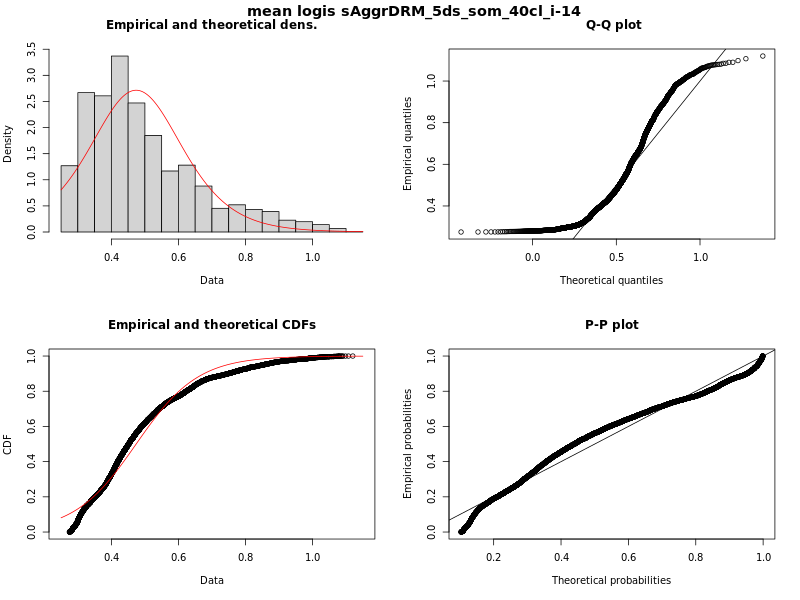 mean logis sAggrDRM_5ds_som_40cl_i-14
Empirical and theoretical dens.
Density
0.0 0.5 1.0 1.5 2.0 2.5 3.0 3.5
0.4 0.6 0.8 1.0
Data
Q-Q plot
Empirical quantiles
0.4 0.6 0.8 1.0
0.0 0.5 1.0
Theoretical quantiles
Empirical and theoretical CDFs
CDF
0.0 0.2 0.4 0.6 0.8 1.0
0.4 0.6 0.8 1.0
Data
P-P plot
Empirical probabilities
0.0 0.2 0.4 0.6 0.8 1.0
0.2 0.4 0.6 0.8 1.0
Theoretical probabilities